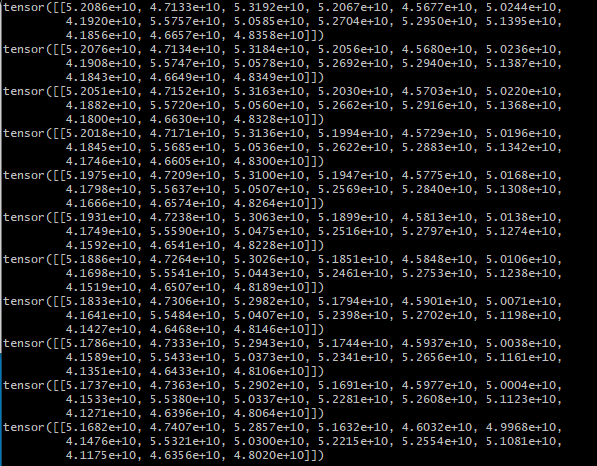 tensor([[5.2086e+10, 4.7133e+10, 5.3192e+10, 5.2067e+10, 4.5677e+10, 5.0244e+10,
4.1920e+10, 5.5757e+10, 5.0585e+10, 5.2704e+10, 5.2950e+10, 5.1395e+10,
4.1856e+10, 4.6657e+10, 4.8358e+10]])
tensor([[5.2076e+10, 4.7134e+10, 5.3184e+10, 5.2056e+10, 4.5680e+10, 5.0236e+10,
4.1908e+10, 5.5747e+10, 5.0578e+10, 5.2692e+10, 5.2940e+10, 5.1387e+10,
4.1843e+10, 4.6649e+10, 4.8349e+10]])
tensor([[5.2051e+10, 4.7152e+10, 5.3163e+10, 5.2030e+10, 4.5703e+10, 5.0220e+10,
4.1882e+10, 5.5720e+10, 5.0560e+10, 5.2662e+10, 5.2916e+10, 5.1368e+10,
4.1800e+10, 4.6630e+10, 4.8328e+10]])
tensor([[5.2018e+10, 4.7171e+10, 5.3136e+10, 5.1994e+10, 4.5729e+10, 5.0196e+10,
4.1845e+10, 5.5685e+10, 5.0536e+10, 5.2622e+10, 5.2883e+10, 5.1342e+10,
4.1746e+10, 4.6605e+10, 4.8300e+10]])
tensor([[5.1975e+10, 4.7209e+10, 5.3100e+10, 5.1947e+10, 4.5775e+10, 5.0168e+10,
4.1798e+10, 5.5637e+10, 5.0507e+10, 5.2569e+10, 5.2840e+10, 5.1308e+10,
4.1666e+10, 4.6574e+10, 4.8264e+10]])
tensor([[5.1931e+10, 4.7238e+10, 5.3063e+10, 5.1899e+10, 4.5813e+10, 5.0138e+10,
4.1749e+10, 5.5590e+10, 5.0475e+10, 5.2516e+10, 5.2797e+10, 5.1274e+10,
4.1592e+10, 4.6541e+10, 4.8228e+10]])
tensor([[5.1886e+10, 4.7264e+10, 5.3026e+10, 5.1851e+10, 4.5848e+10, 5.0106e+10,
4.1698e+10, 5.5541e+10, 5.0443e+10, 5.2461e+10, 5.2753e+10, 5.1238e+10,
4.1519e+10, 4.6507e+10, 4.8189e+10]])
tensor([[5.1833e+10, 4.7306e+10, 5.2982e+10, 5.1794e+10, 4.5901e+10, 5.0071e+10,
4.1641e+10, 5.5484e+10, 5.0407e+10, 5.2398e+10, 5.2702e+10, 5.1198e+10,
4.1427e+10, 4.6468e+10, 4.8146e+10]])
tensor([[5.1786e+10, 4.7333e+10, 5.2943e+10, 5.1744e+10, 4.5937e+10, 5.0038e+10,
4.1589e+10, 5.5433e+10, 5.0373e+10, 5.2341e+10, 5.2656e+10, 5.1161e+10,
4.1351e+10, 4.6433e+10, 4.8106e+10]])
tensor([[5.1737e+10, 4.7363e+10, 5.2902e+10, 5.1691e+10, 4.5977e+10, 5.0004e+10,
4.1533e+10, 5.5380e+10, 5.0337e+10, 5.2281e+10, 5.2608e+10, 5.1123e+10,
4.1271e+10, 4.6396e+10, 4.8064e+10]])
tensor([[5.1682e+10, 4.7407e+10, 5.2857e+10, 5.1632e+10, 4.6032e+10, 4.9968e+10,
4.1476e+10, 5.5321e+10, 5.0300e+10, 5.2215e+10, 5.2554e+10, 5.1081e+10,
4.1175e+10, 4.6356e+10, 4.8020e+10]])